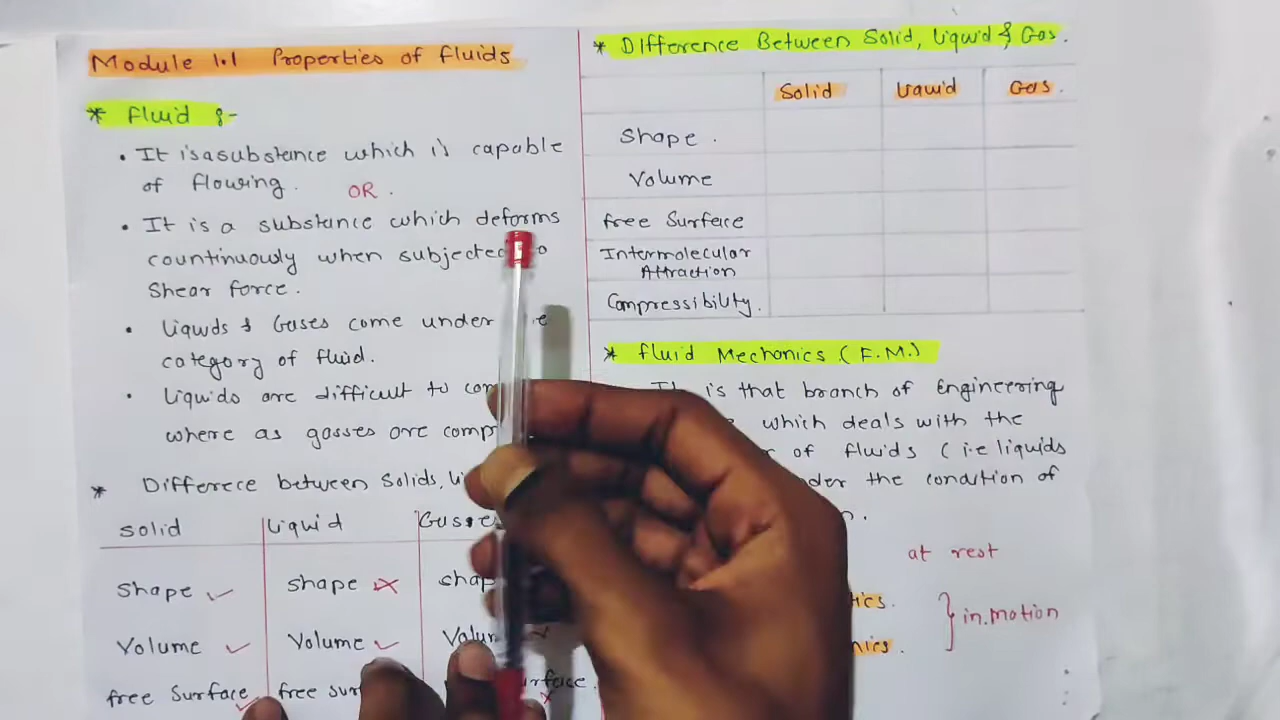 Module 1.1 Properties of fluids
* fluid :-
• It is a substance which is capable
of flowing. OR.
• It is a substance which deforms
countinuously when subjected
Shear force.
• Liquids & Gases come under
category of fluid.
• Liquids are difficult to
where as gasses are
* Differece between Solids,
Solid Liquid
Shape ✓ shape ✗
Volume ✓ Volume ✓
free Surface ✓ free
* Difference Between Solid, Liquid & Gas.
Solid Liquid Gas.
Shape.
Volume
free Surface
Intermolecular
Attraction
Compressibility.
* fluid Mechanics (F.M.)
is that branch of Engineering
which deals with the
of fluids (i.e liquids
the condition of
at rest
} in.motion